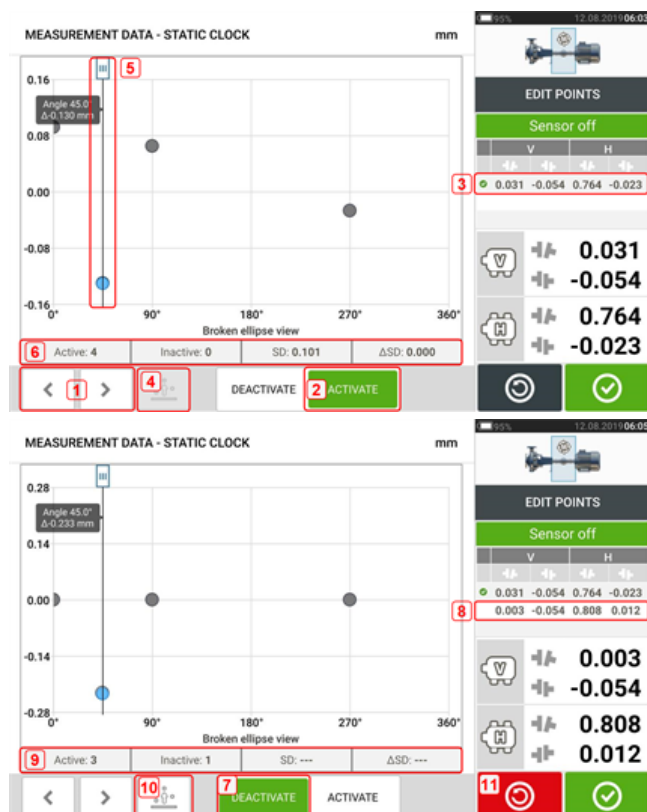 95% 12.08.2019 06:03
MEASUREMENT DATA - STATIC CLOCK mm
5
0.16
Angle 45.0°
Δ-0.130 mm
0.08
0.00
-0.08
-0.16
0° 90° 180° 270° 360°
Broken ellipse view
6 Active: 4 Inactive: 0 SD: 0.101 ΔSD: 0.000
< 1 > 4 DEACTIVATE 2 ACTIVATE
EDIT POINTS
Sensor off
V H
3 0.031 -0.054 0.764 -0.023
V 0.031
-0.054
H 0.764
-0.023
95% 12.08.2019 06:05
MEASUREMENT DATA - STATIC CLOCK mm
0.28
Angle 45.0°
Δ-0.233 mm
0.14
0.00
-0.14
-0.28
0° 90° 180° 270° 360°
Broken ellipse view
9 Active: 3 Inactive: 1 SD: --- ΔSD: ---
< > 10 7 DEACTIVATE ACTIVATE
EDIT POINTS
Sensor off
V H
0.031 -0.054 0.764 -0.023
8 0.003 -0.054 0.808 0.012
V 0.003
-0.054
H 0.808
0.012
11